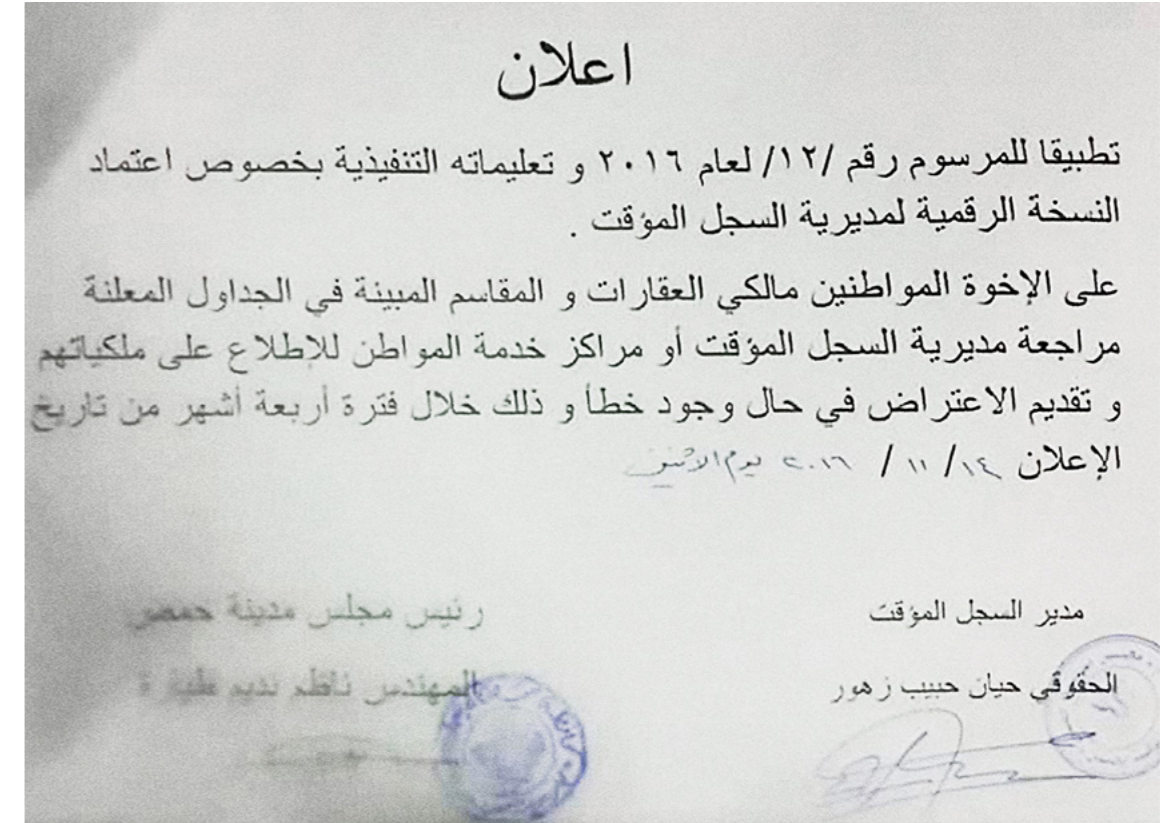 اعلان
تطبيقا للمرسوم رقم /١٢/ لعام ٢٠١٦ و تعليماته التنفيذية بخصوص اعتماد
النسخة الرقمية لمديرية السجل المؤقت .
على الإخوة المواطنين مالكي العقارات و المقاسم المبينة في الجداول المعلنة
مراجعة مديرية السجل المؤقت أو مراكز خدمة المواطن للاطلاع على ملكياتهم
و تقديم الاعتراض في حال وجود خطأ و ذلك خلال فترة أربعة أشهر من تاريخ
الإعلان ١٤/ ١١ / ٢٠١٦ يوم الاثنين
مدير السجل المؤقت
الحقوقي حيان حبيب زهور
رئيس مجلس مدينة حمص
المهندس ناظم نديم